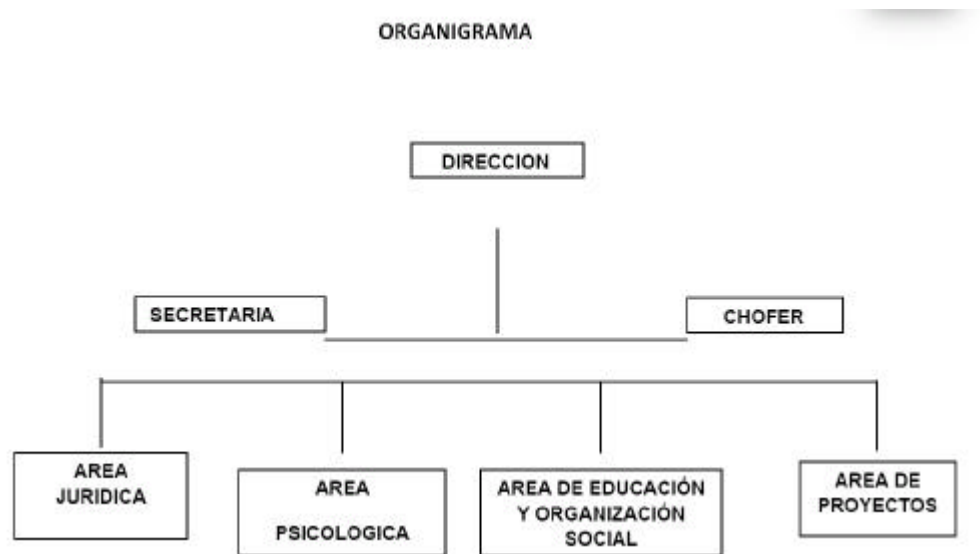 ORGANIGRAMA
DIRECCION
SECRETARIA
CHOFER
AREA
JURIDICA
AREA
PSICOLOGICA
AREA DE EDUCACIÓN
Y ORGANIZACIÓN
SOCIAL
AREA DE
PROYECTOS